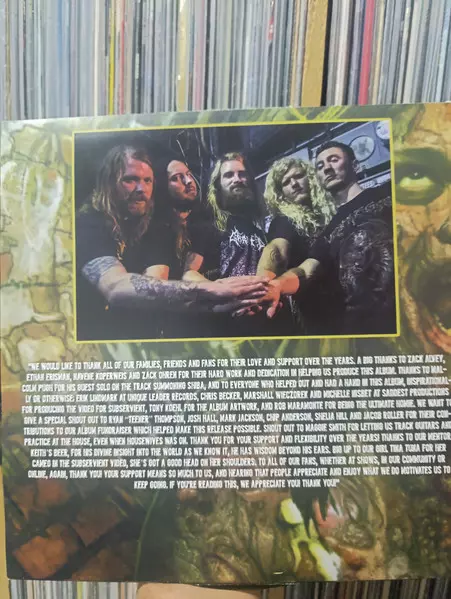 "WE WOULD LIKE TO THANK ALL OF OUR FAMILIES, FRIENDS AND FANS FOR THEIR LOVE AND SUPPORT OVER THE YEARS. A BIG THANKS TO ZACK ALVEY,
ETHAN ERISMAN, RAVENE KOPERWEIS AND ZACK OHREN FOR THEIR HARD WORK AND DEDICATION IN HELPING US PRODUCE THIS ALBUM. THANKS TO MAL-
COLM PUGH FOR HIS GUEST SOLO ON THE TRACK SUMMONING SHIBA, AND TO EVERYONE WHO HELPED OUT AND HAD A HAND IN THIS ALBUM, INSPIRATIONAL-
LY OR OTHERWISE: ERIK LINDMARK AT UNIQUE LEADER RECORDS, CHRIS BECKER, MARSHALL WIECZOREK AND MICHELLE NISBET AT SADDEST PRODUCTIONS
FOR PRODUCING THE VIDEO FOR SUBSERVIENT, TONY KOEHL FOR THE ALBUM ARTWORK, AND ROB MARAMONTE FOR BEING THE ULTIMATE HOMIE. WE WANT TO
GIVE A SPECIAL SHOUT OUT TO RYAN "TEENER" THOMPSON, JOSH HALL, MARK JACKSON, CHIP ANDERSON, SHEILA HILL AND JACOB ROLLER FOR THEIR CON-
TRIBUTIONS TO OUR ALBUM FUNDRAISER WHICH HELPED MAKE THIS RELEASE POSSIBLE. SHOUT OUT TO MAGGIE SMITH FOR LETTING US TRACK GUITARS AND
PRACTICE AT THE HOUSE, EVEN WHEN HOUSEWIVES WAS ON. THANK YOU FOR YOUR SUPPORT AND FLEXIBILITY OVER THE YEARS! THANKS TO OUR MENTOR,
KEITH'S BEER, FOR HIS DIVINE INSIGHT INTO THE WORLD AS WE KNOW IT, HE HAS WISDOM BEYOND HIS EARS. BIG UP TO OUR GIRL TINA TUNA FOR HER
CAMEO IN THE SUBSERVIENT VIDEO, SHE'S GOT A GOOD HEAD ON HER SHOULDERS. TO ALL OF OUR FANS, WHETHER AT SHOWS, IN OUR COMMUNITY OR
ONLINE, AGAIN, THANK YOU! YOUR SUPPORT MEANS SO MUCH TO US, AND HEARING THAT PEOPLE APPRECIATE AND ENJOY WHAT WE DO MOTIVATES US TO
KEEP GOING. IF YOU'RE READING THIS, WE APPRECIATE YOU! THANK YOU!"